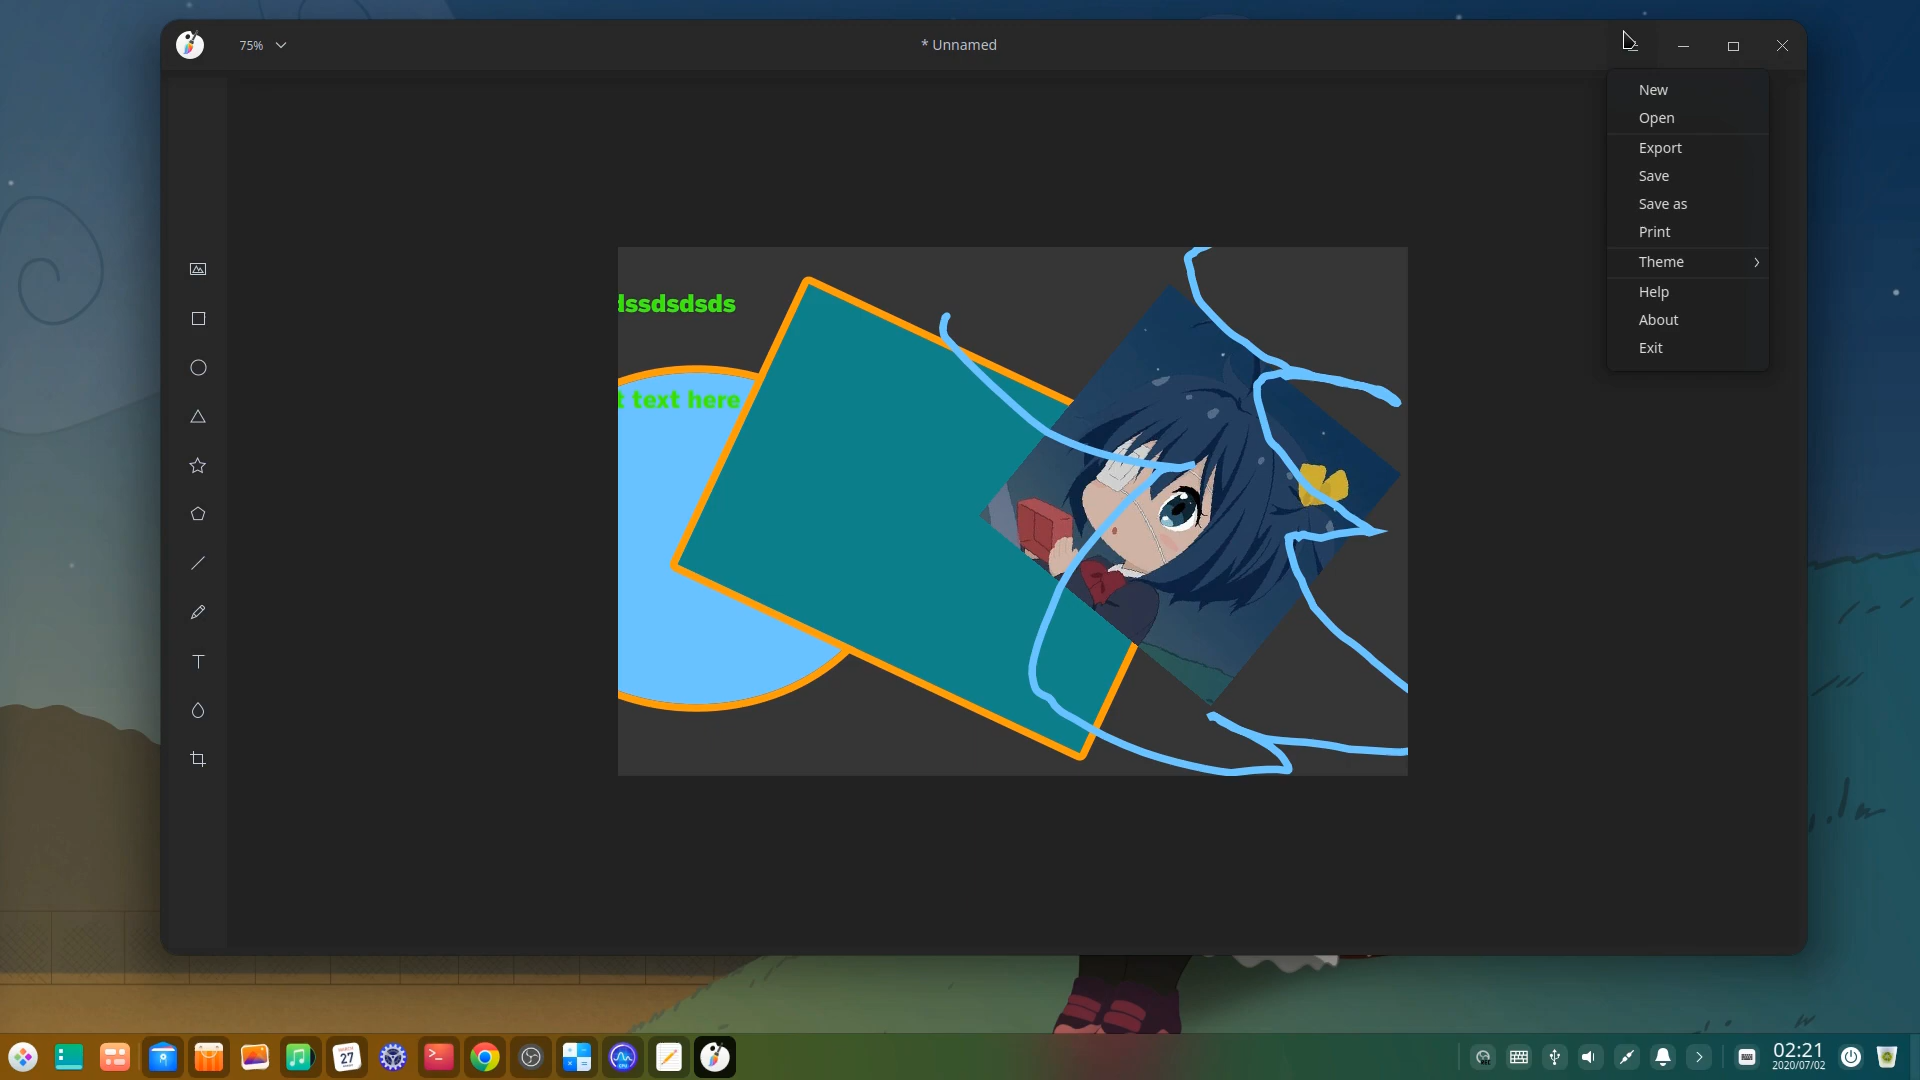 75%
* Unnamed
New
Open
Export
Save
Save as
Print
Theme
Help
About
Exit
dssdsdsds
t text here
27
02:21
2020/07/02